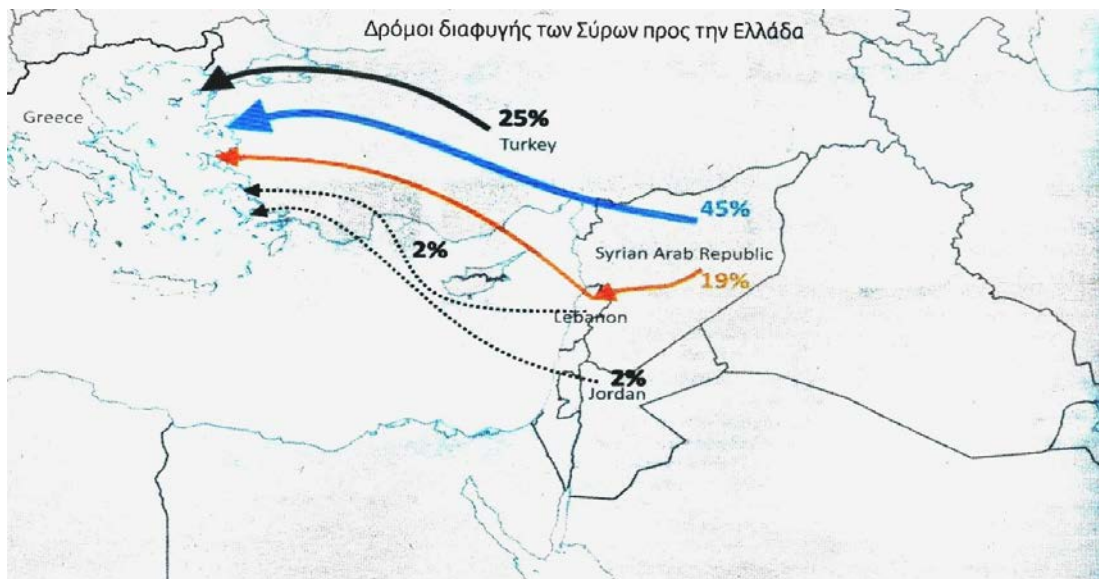 Δρόμοι διαφυγής των Σύρων προς την Ελλάδα
Greece
25%
Turkey
45%
Syrian Arab Republic
19%
2%
Lebanon
2%
Jordan